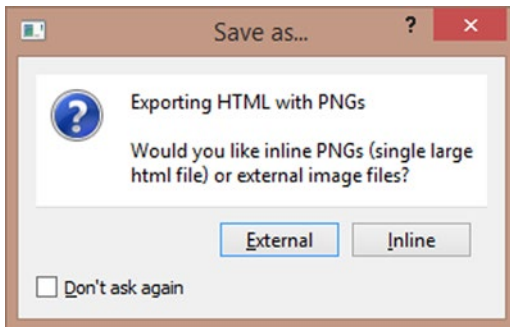 Save as...
?
Exporting HTML with PNGs
Would you like inline PNGs (single large
html file) or external image files?
External
Inline
Don't ask again